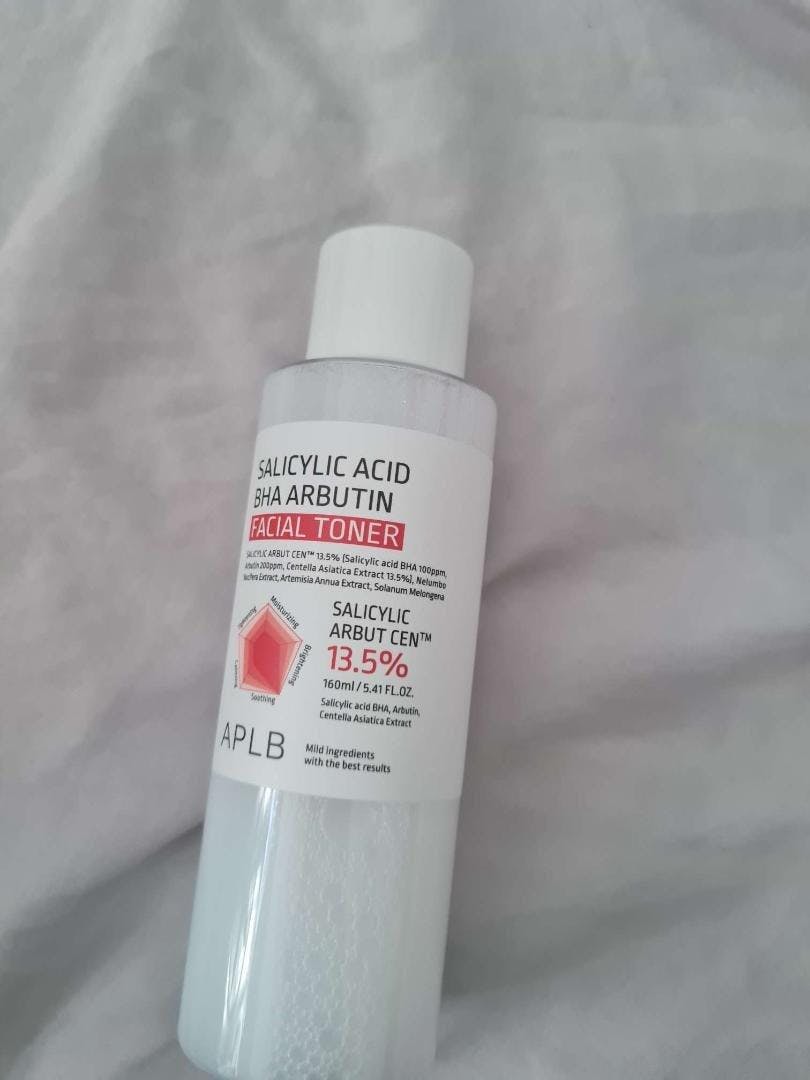 SALICYLIC ACID
BHA ARBUTIN
FACIAL TONER
SALICYLIC ARBUT CEN™ 13.5% (Salicylic acid BHA 100ppm,
Arbutin 200ppm, Centella Asiatica Extract 13.5%), Nelumbo
Nucifera Extract, Artemisia Annua Extract, Solanum Melongena
Moisturizing
Brightening
Soothing
SALICYLIC
ARBUT CEN™
13.5%
160ml / 5.41 FL.OZ.
Salicylic acid BHA, Arbutin,
Centella Asiatica Extract
APLB
Mild ingredients
with the best results